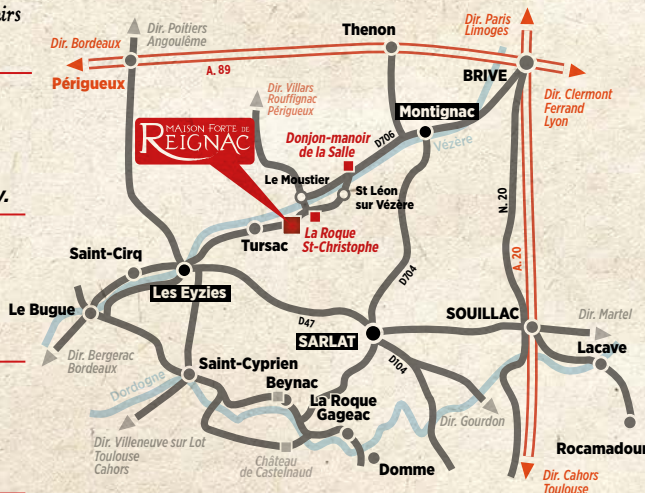 irs
Dir. Poitiers
Angoulême
Thenon
Dir. Paris
Limoges
Dir. Bordeaux
Périgueux
A. 89
BRIVE
Dir. Clermont
Ferrand
Lyon
Dir. Villars
Rouffignac
Périgueux
Montignac
MAISON FORTE DE
REIGNAC
Donjon-manoir
de la Salle
D706
Vézère
Le Moustier
St Léon
sur Vézère
N. 20
A. 20
y.
La Roque
St-Christophe
Tursac
Saint-Cirq
Les Eyzies
D704
Le Bugue
D47
SARLAT
SOUILLAC
Dir. Martel
Lacave
Dir. Bergerac
Bordeaux
Saint-Cyprien
D104
Dordogne
Beynac
La Roque
Gageac
Dir. Gourdon
Dir. Villeneuve sur Lot
Toulouse
Cahors
Château
de Castelnaud
Domme
Rocamadour
Dir. Cahors
Toulouse